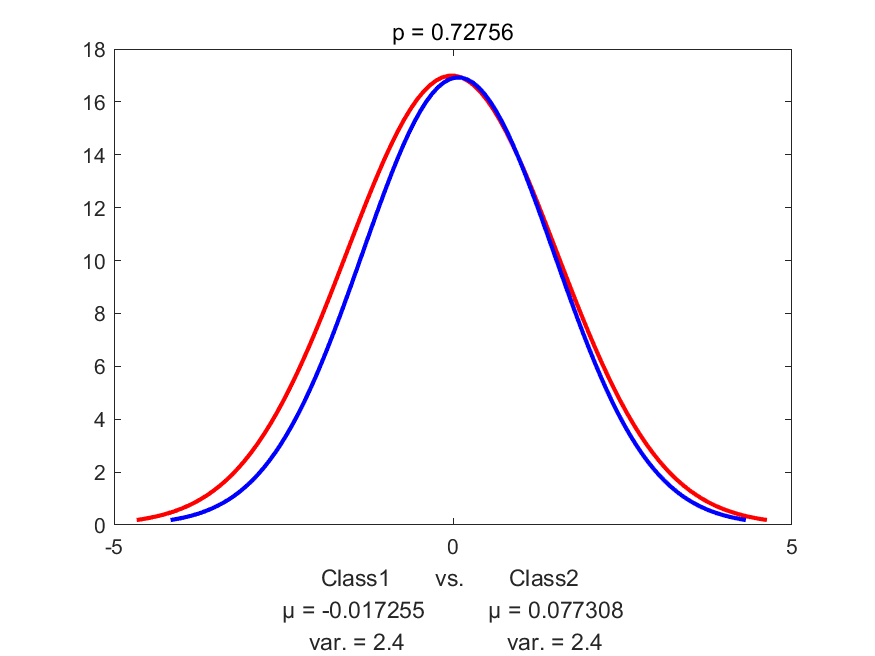 p = 0.72756
18
16
14
12
10
8
6
4
2
0
-5 0 5
Class1 vs. Class2
μ = -0.017255 μ = 0.077308
var. = 2.4 var. = 2.4